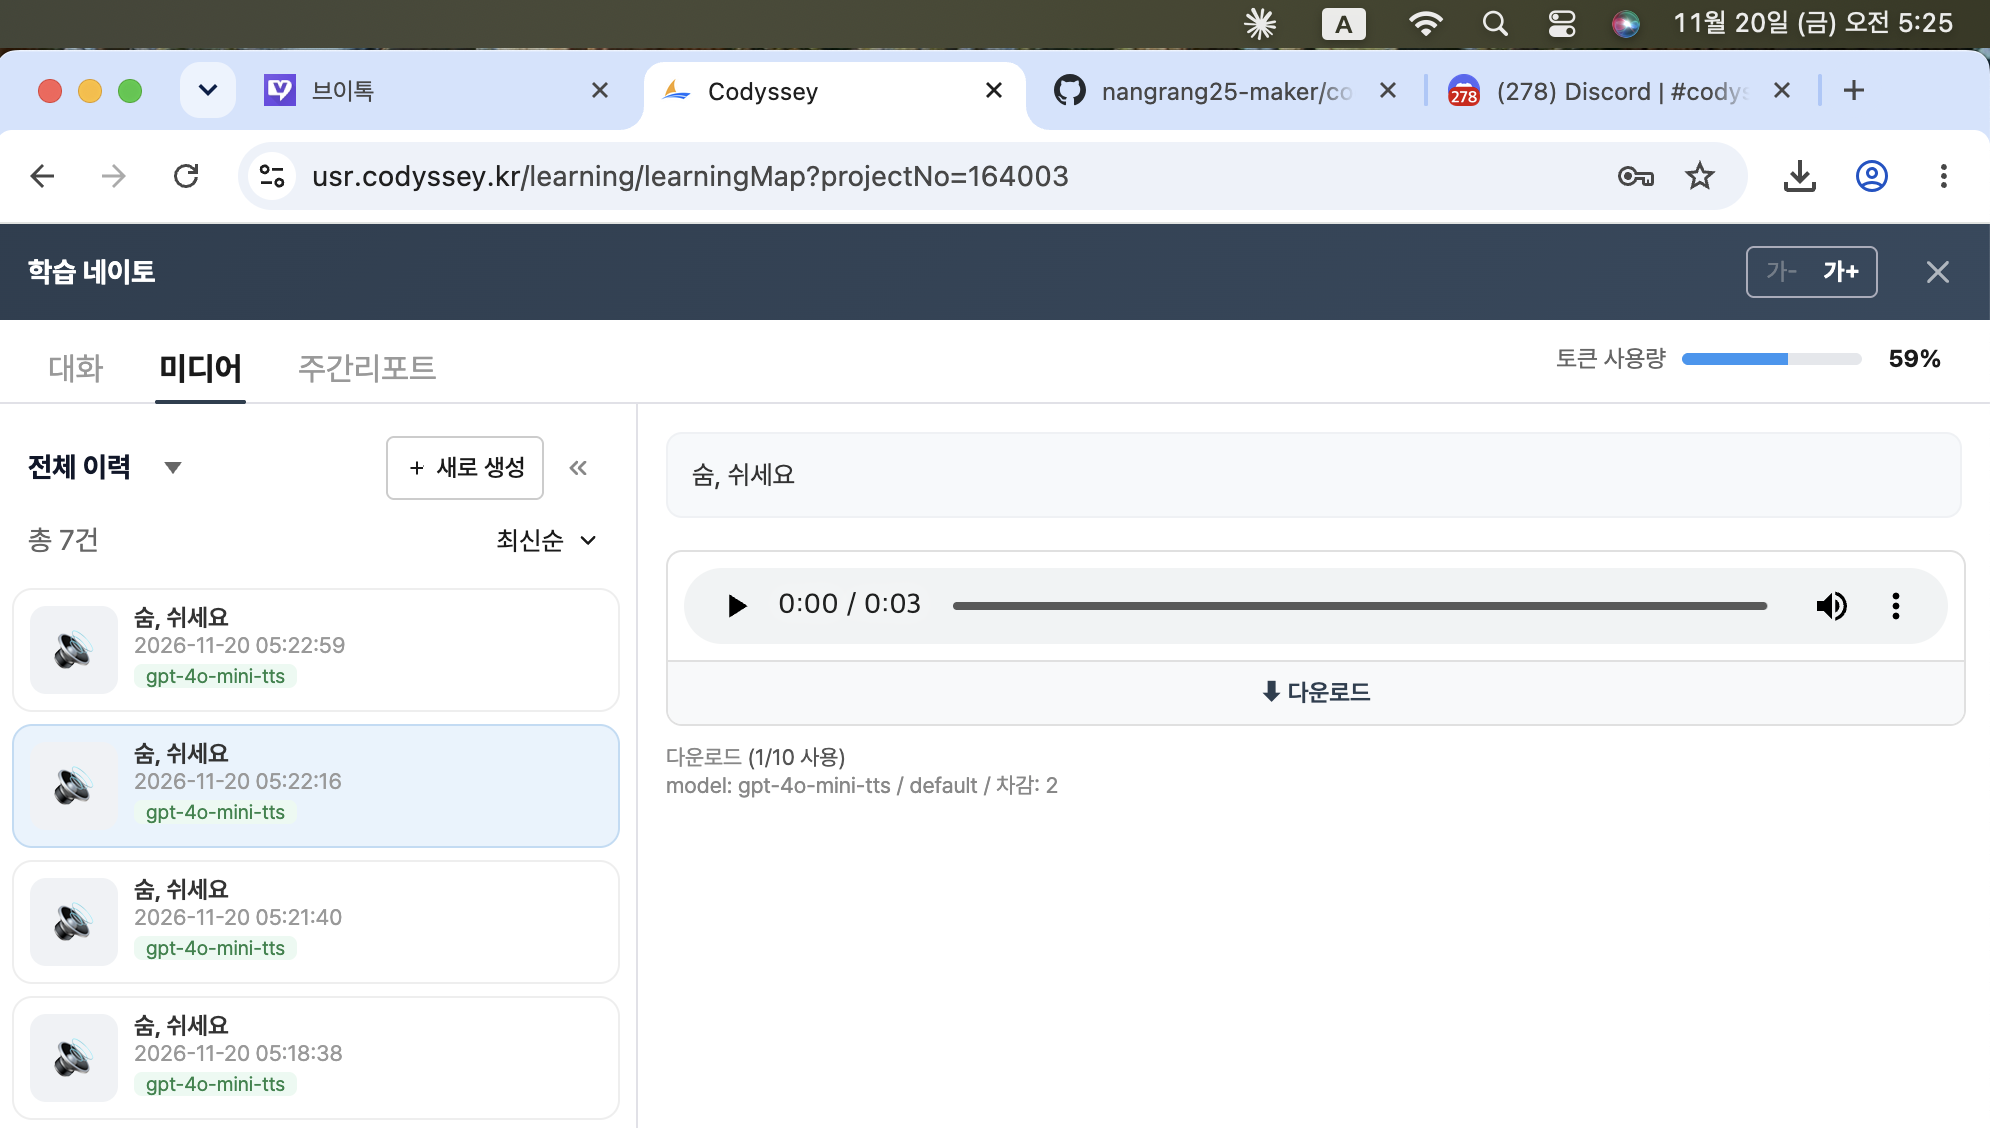 A
11월 20일 (금) 오전 5:25
브이톡
Codyssey
nangrang25-maker/co
278
(278) Discord | #codys
usr.codyssey.kr/learning/learningMap?projectNo=164003
학습 네이토
가-
가+
대화
미디어
주간리포트
토큰 사용량
59%
전체 이력
+ 새로 생성
«
총 7건
최신순
숨, 쉬세요
2026-11-20 05:22:59
gpt-4o-mini-tts
숨, 쉬세요
2026-11-20 05:22:16
gpt-4o-mini-tts
숨, 쉬세요
2026-11-20 05:21:40
gpt-4o-mini-tts
숨, 쉬세요
2026-11-20 05:18:38
gpt-4o-mini-tts
숨, 쉬세요
0:00 / 0:03
⬇ 다운로드
다운로드 (1/10 사용)
model: gpt-4o-mini-tts / default / 차감: 2